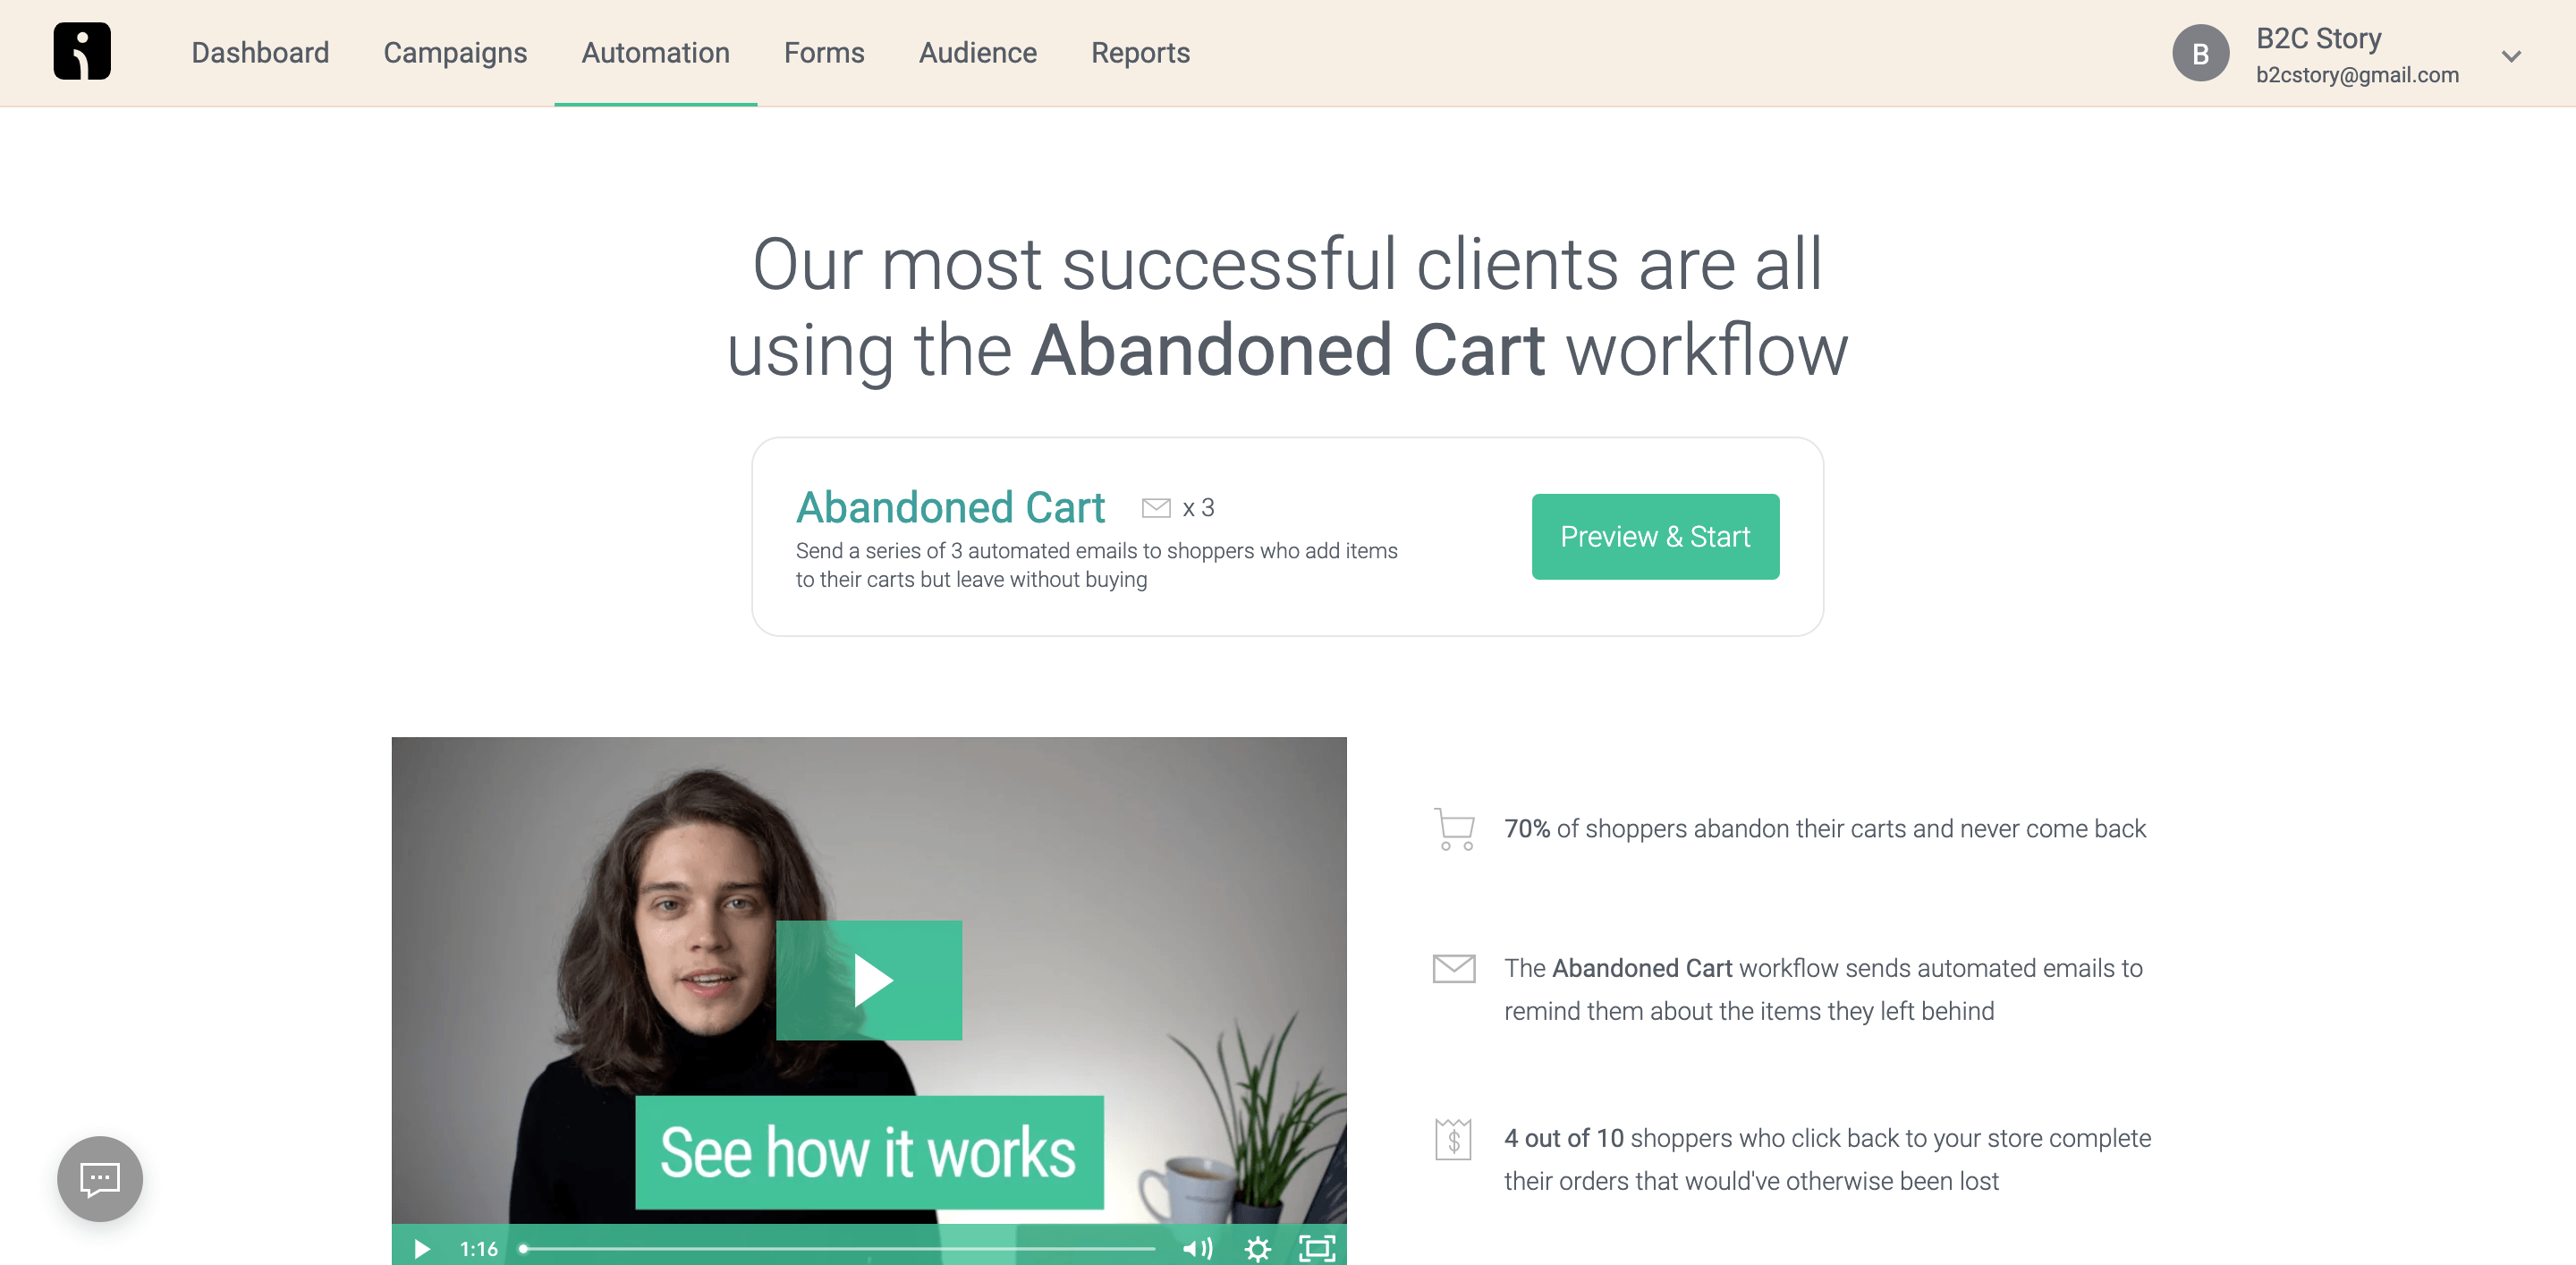 Dashboard
Campaigns
Automation
Forms
Audience
Reports
B
B2C Story
b2cstory@gmail.com
Our most successful clients are all
using the Abandoned Cart workflow
Abandoned Cart
x 3
Send a series of 3 automated emails to shoppers who add items
to their carts but leave without buying
Preview & Start
See how it works
1:16
70% of shoppers abandon their carts and never come back
The Abandoned Cart workflow sends automated emails to
remind them about the items they left behind
$
4 out of 10 shoppers who click back to your store complete
their orders that would've otherwise been lost